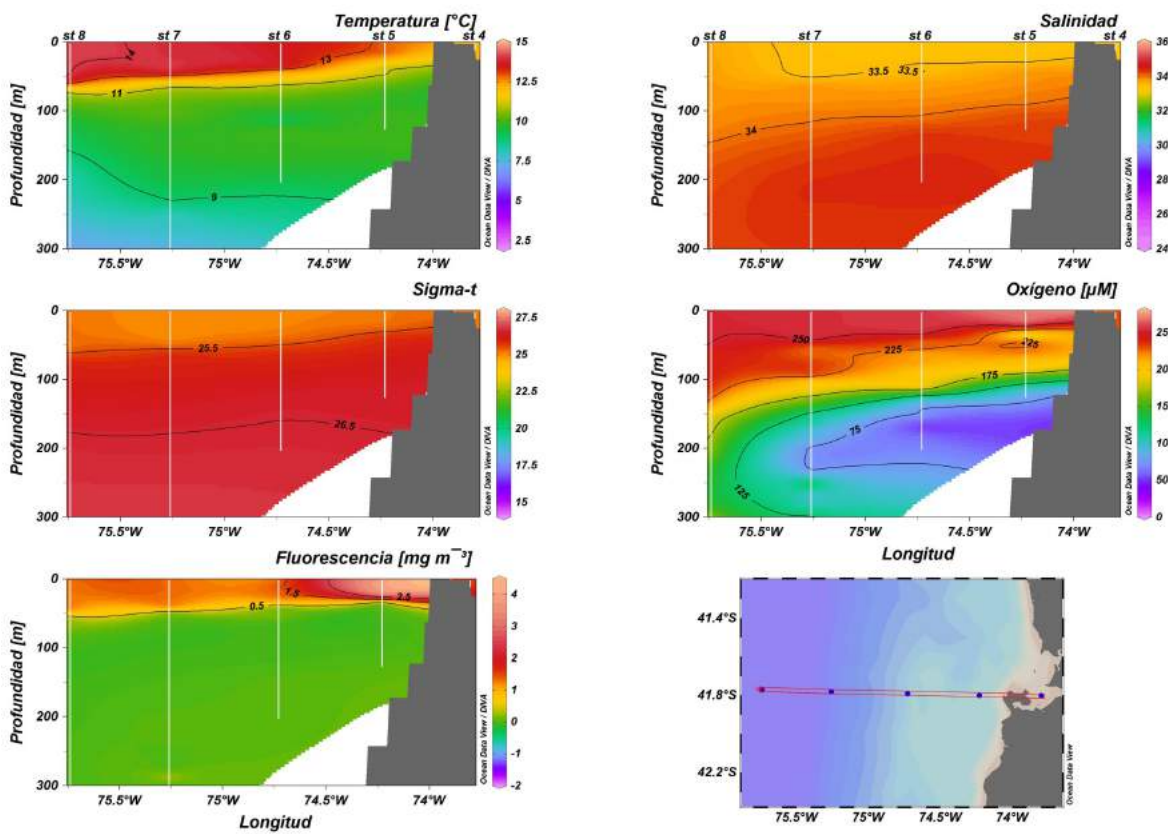 Temperatura [°C]
st 8 st 7 st 6 st 5 st 4
Profundidad [m]
0
100
200
300
14
13
11
9
75.5°W 75°W 74.5°W 74°W
15
12.5
10
7.5
5
2.5
Ocean Data View / DIVA
Salinidad
st 8 st 7 st 6 st 5 st 4
Profundidad [m]
0
100
200
300
33.5 33.5
34
75.5°W 75°W 74.5°W 74°W
36
34
32
30
28
26
24
Ocean Data View / DIVA
Sigma-t
Profundidad [m]
0
100
200
300
25.5
26.5
75.5°W 75°W 74.5°W 74°W
27.5
25
22.5
20
17.5
15
Ocean Data View / DIVA
Oxígeno [µM]
Profundidad [m]
0
100
200
300
250
225
225
175
75
125
75.5°W 75°W 74.5°W 74°W
Longitud
50
0
Ocean Data View / DIVA
Fluorescencia [mg m⁻³]
Profundidad [m]
0
100
200
300
1.5
2.5
0.5
75.5°W 75°W 74.5°W 74°W
Longitud
4
3
2
1
0
-1
-2
Ocean Data View / DIVA
41.4°S
41.8°S
42.2°S
75.5°W 75°W 74.5°W 74°W
Ocean Data View